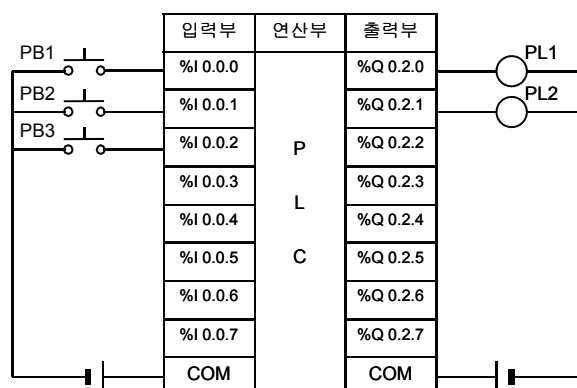 입력부 연산부 출력부
PB1 %I 0.0.0 %Q 0.2.0 PL1
PB2 %I 0.0.1 %Q 0.2.1 PL2
PB3 %I 0.0.2 P %Q 0.2.2
%I 0.0.3 %Q 0.2.3
%I 0.0.4 L %Q 0.2.4
%I 0.0.5 C %Q 0.2.5
%I 0.0.6 %Q 0.2.6
%I 0.0.7 %Q 0.2.7
COM COM